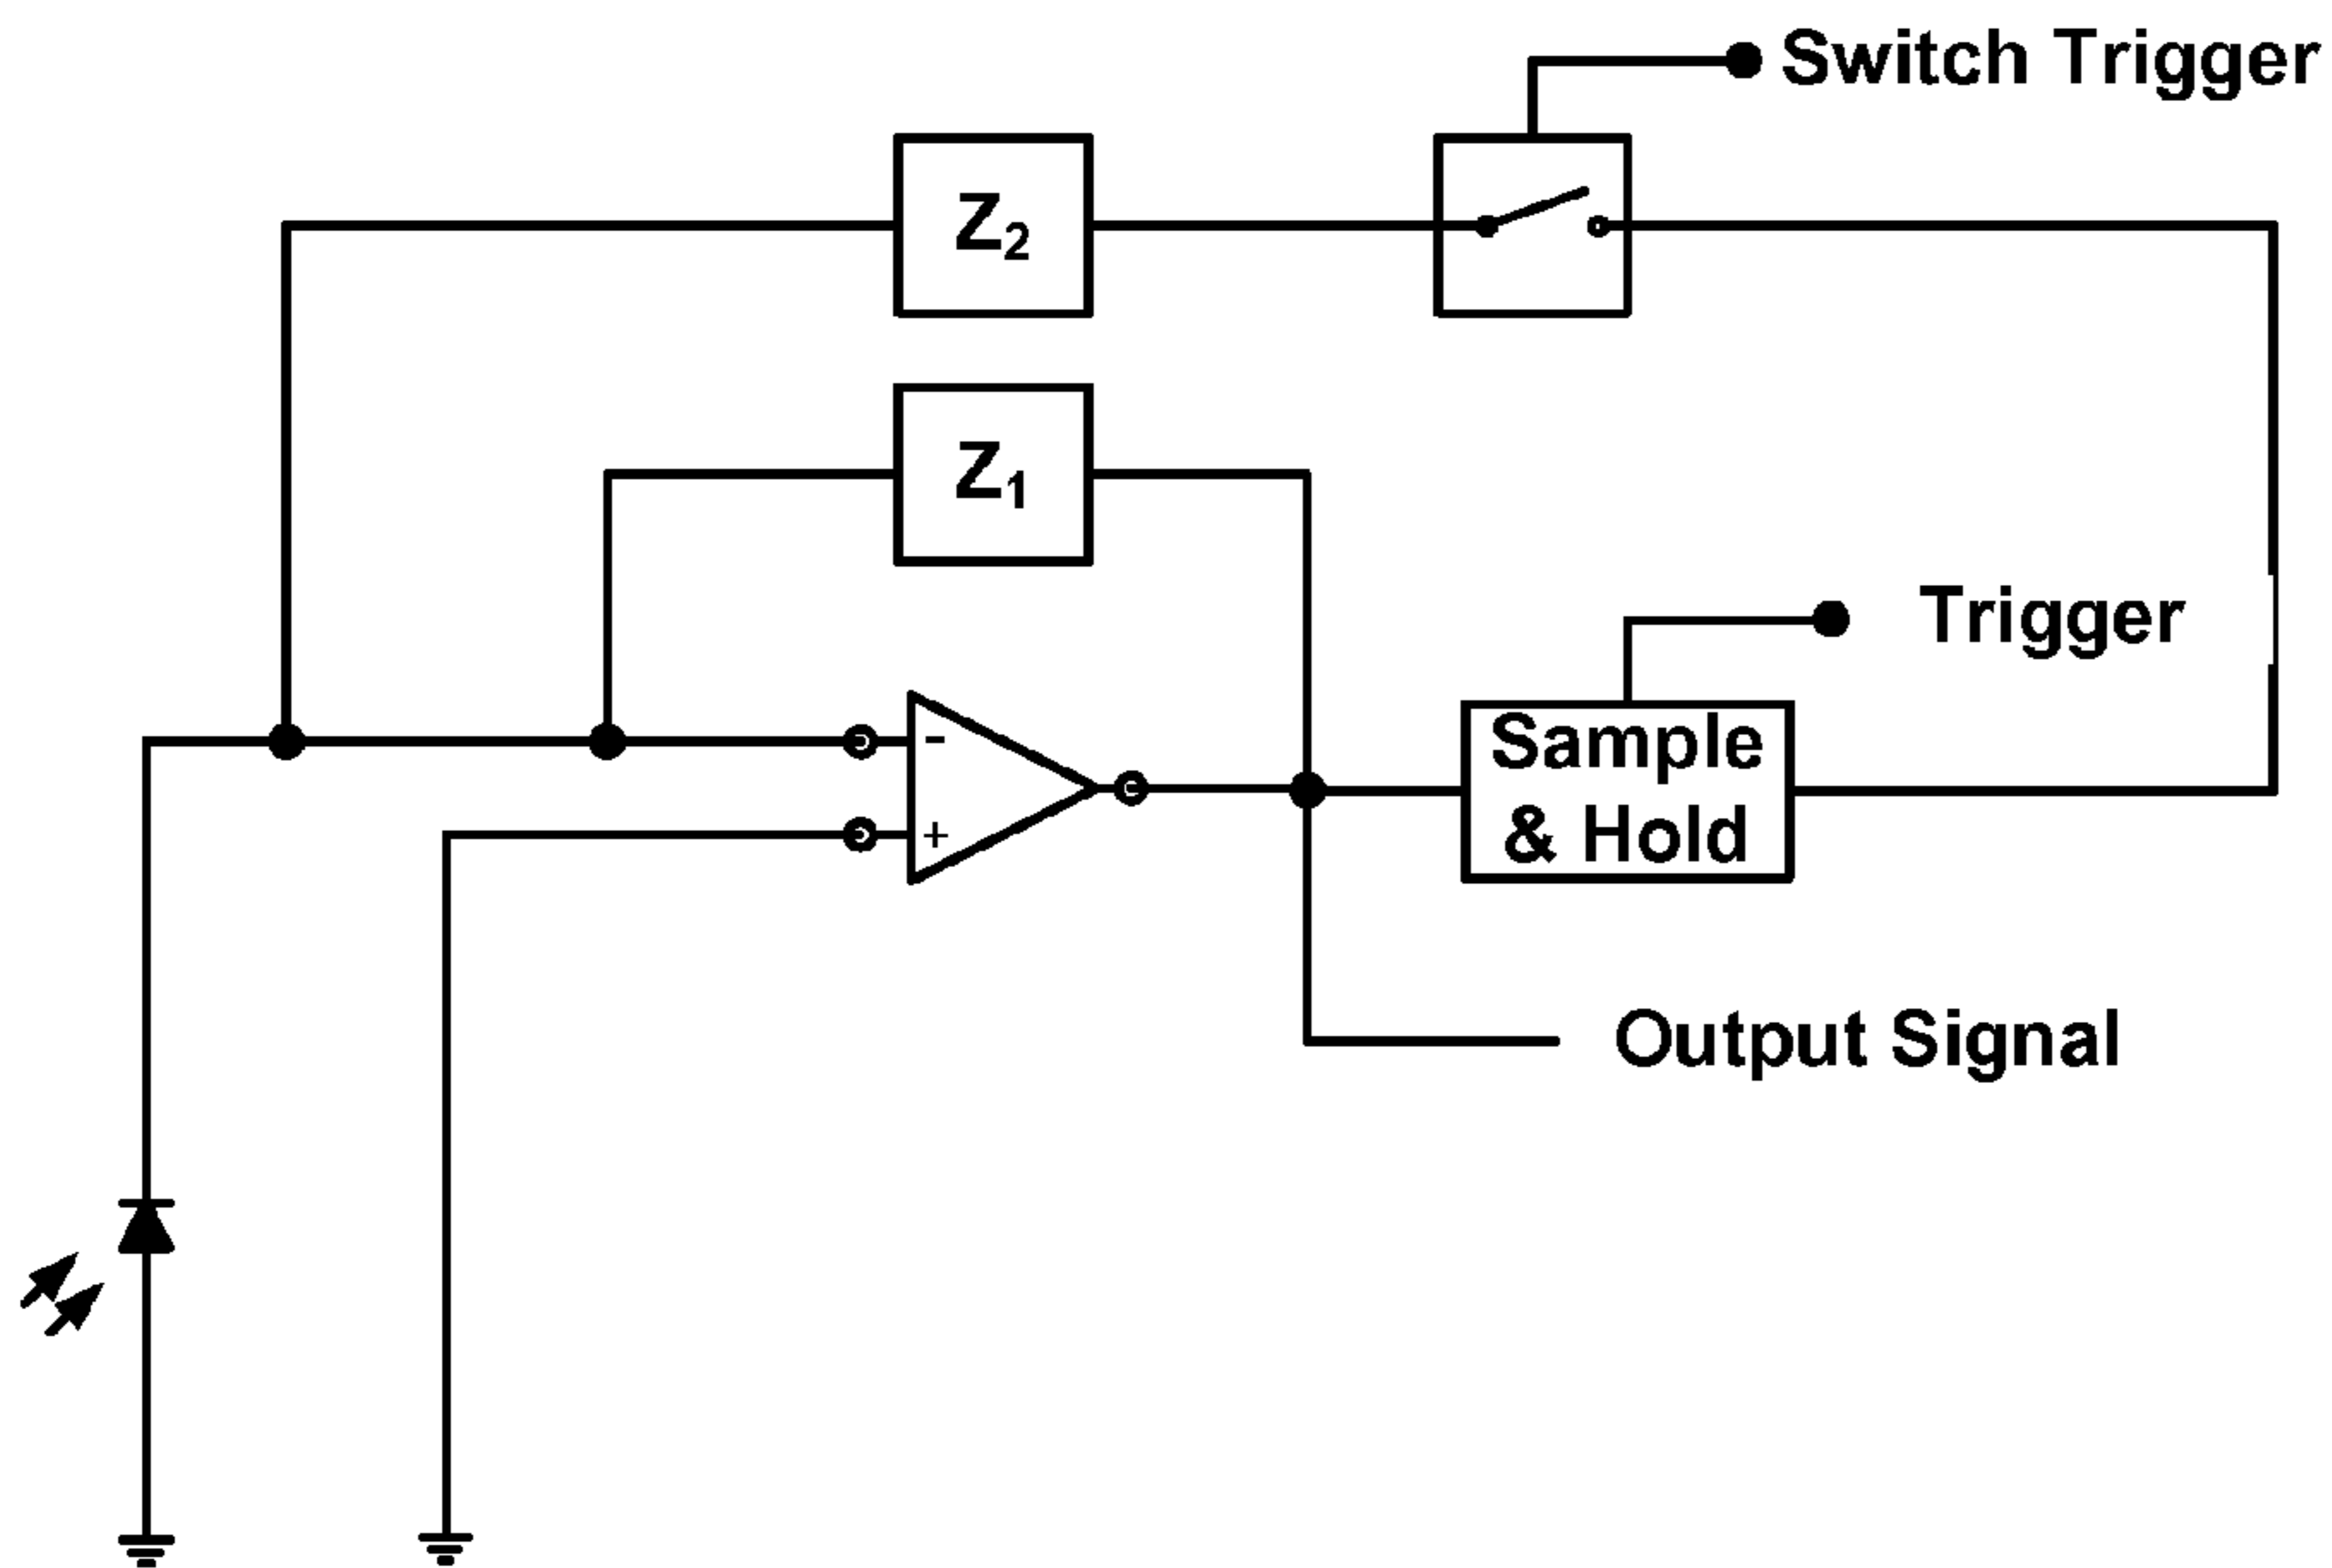 Switch Trigger
Z₂
Z₁
Trigger
-
+
Sample
& Hold
Output Signal